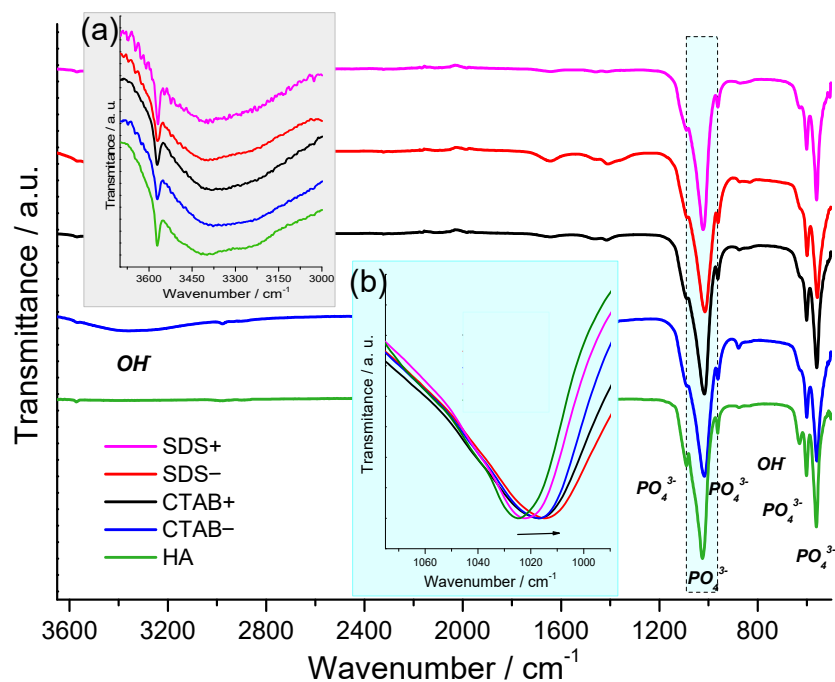 (a)
Transmittance / a. u.
3600 3450 3300 3150 3000
Wavenumber / cm⁻¹
(b)
Transmitance / a. u.
1060 1040 1020 1000
Wavenumber / cm⁻¹
Transmittance / a.u.
OH⁻
SDS+
SDS−
CTAB+
CTAB−
HA
PO₄³⁻
PO₄³⁻
OH⁻
PO₄³⁻
PO₄³⁻
PO₄³⁻
3600 3200 2800 2400 2000 1600 1200 800
Wavenumber / cm⁻¹